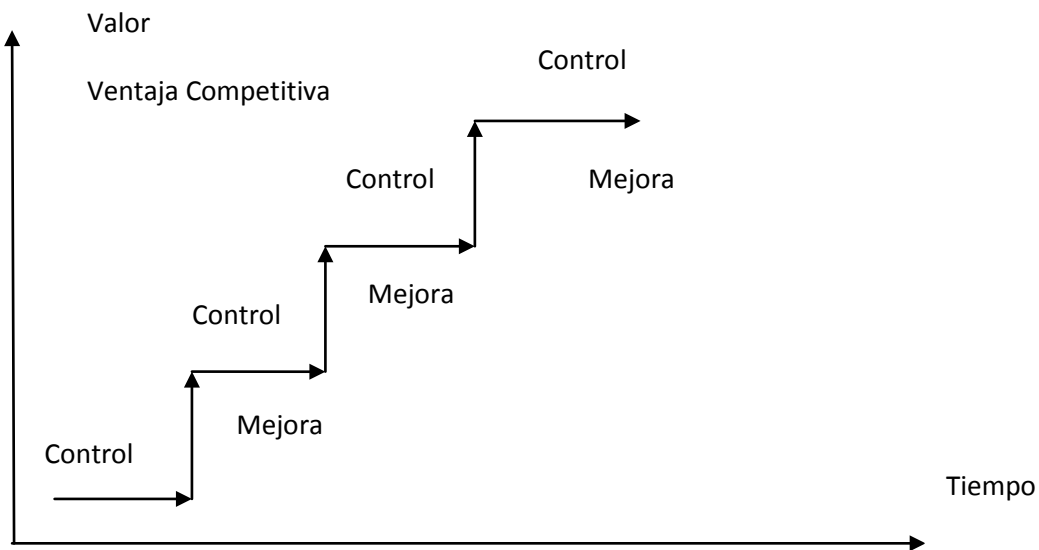 Valor
Ventaja Competitiva
Control
Control
Mejora
Mejora
Control
Mejora
Control
Tiempo